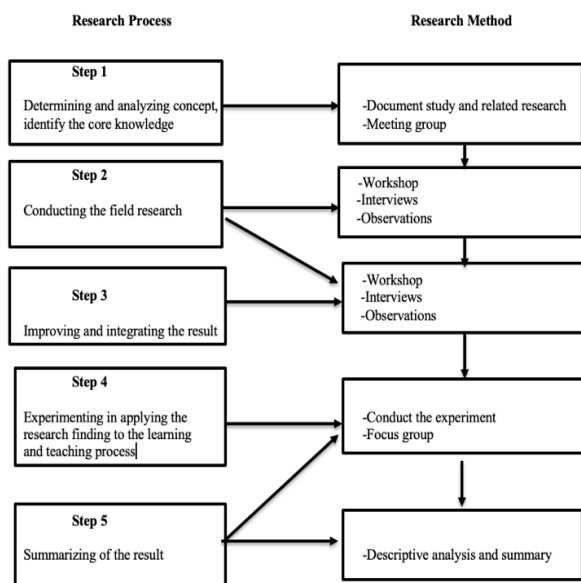 Research Process
Research Method
Step 1
Determining and analyzing concept,
identify the core knowledge
-Document study and related research
-Meeting group
Step 2
Conducting the field research
-Workshop
-Interviews
-Observations
Step 3
Improving and integrating the result
-Workshop
-Interviews
-Observations
Step 4
Experimenting in applying the
research finding to the learning
and teaching process
-Conduct the experiment
-Focus group
Step 5
Summarizing of the result
-Descriptive analysis and summary